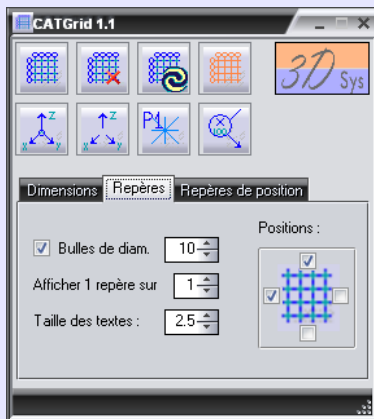 CATGrid 1.1
3D Sys
z x y
z x y
P1
x 100
Dimensions Repères Repères de position
Positions :
Bulles de diam. 10
Afficher 1 repère sur 1
Taille des textes : 2.5